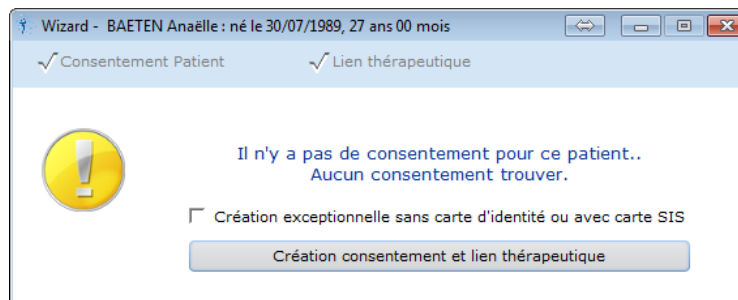 Wizard - BAETEN Anaëlle : né le 30/07/1989, 27 ans 00 mois
Consentement Patient
Lien thérapeutique
Il n'y a pas de consentement pour ce patient..
Aucun consentement trouver.
Création exceptionnelle sans carte d'identité ou avec carte SIS
Création consentement et lien thérapeutique